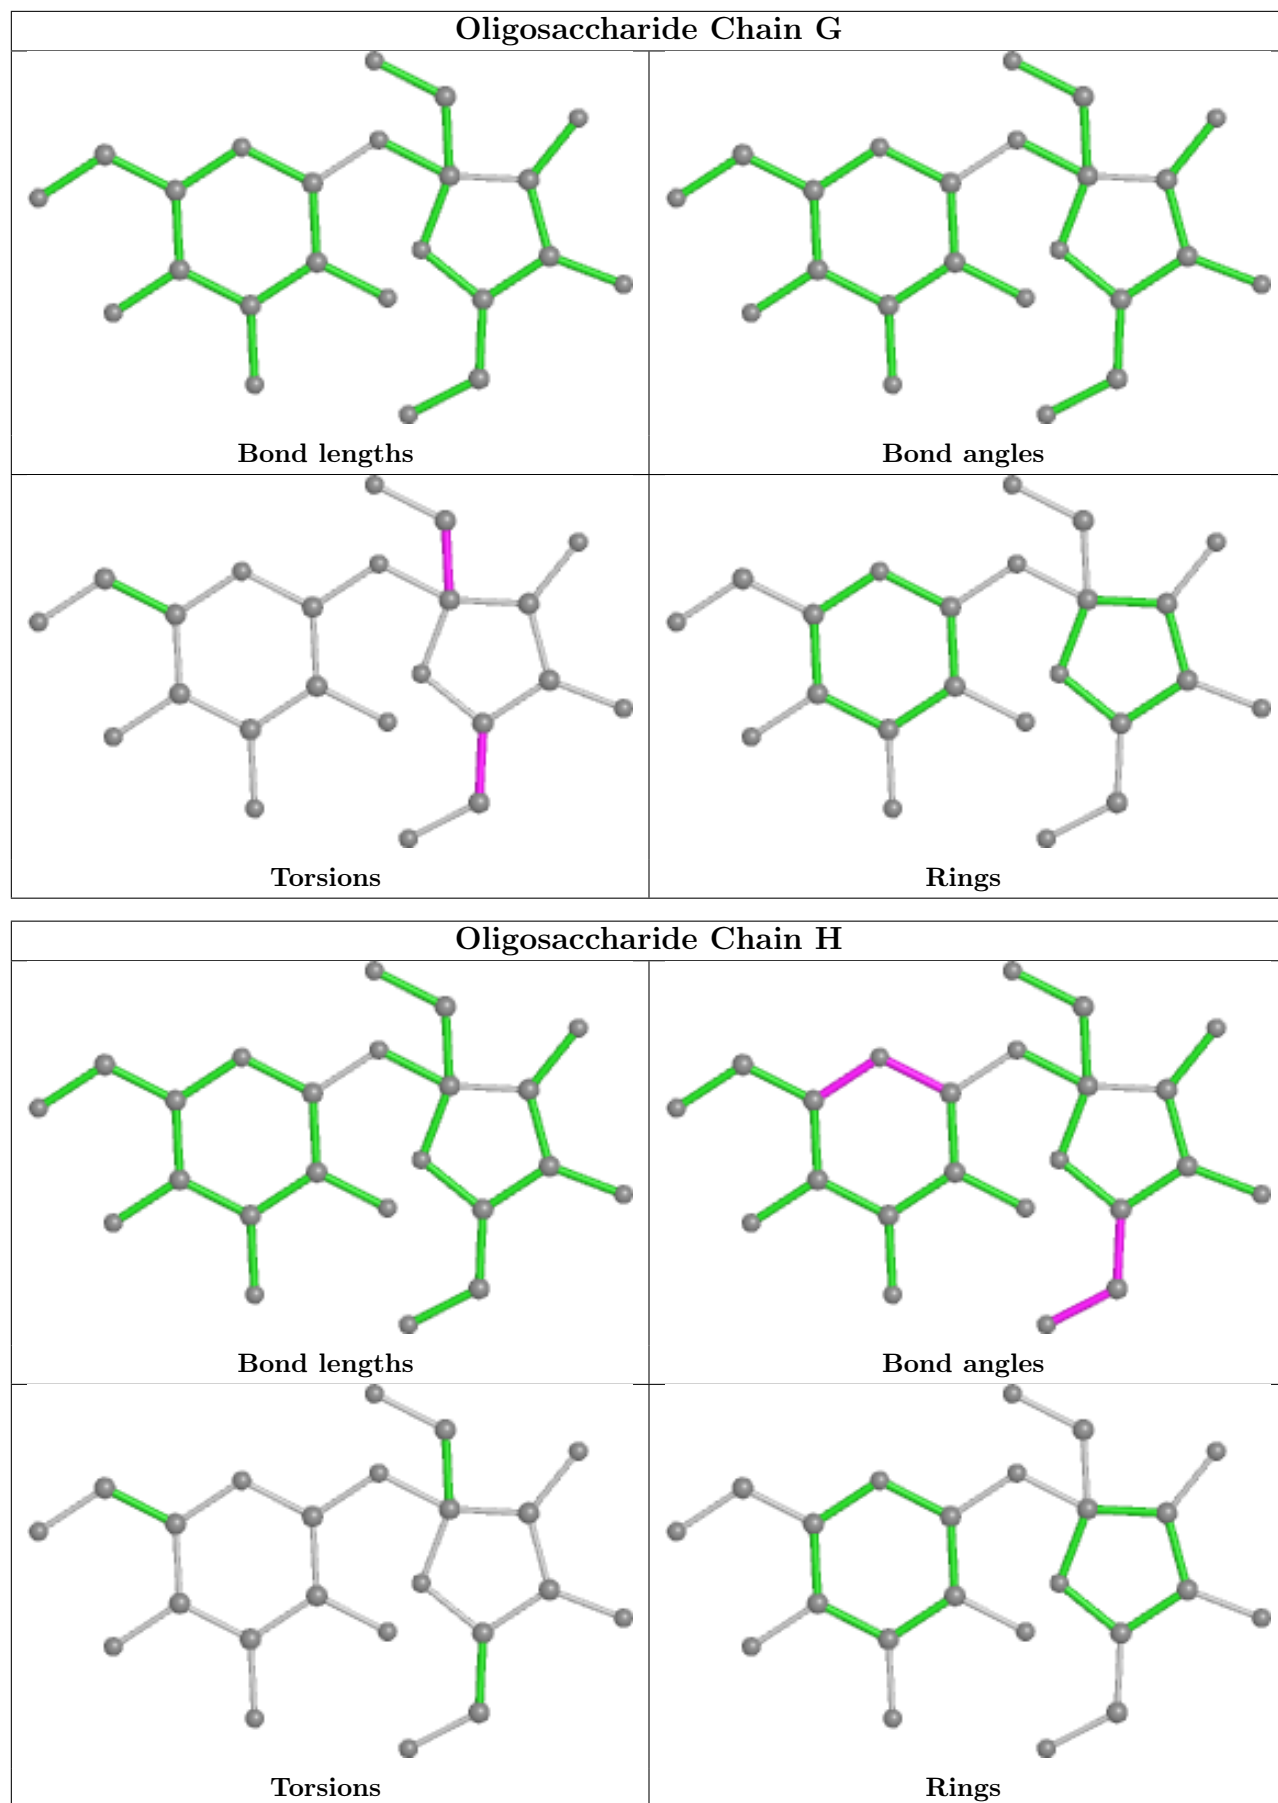 Oligosaccharide Chain G
Bond lengths
Bond angles
Torsions
Rings
Oligosaccharide Chain H
Bond lengths
Bond angles
Torsions
Rings